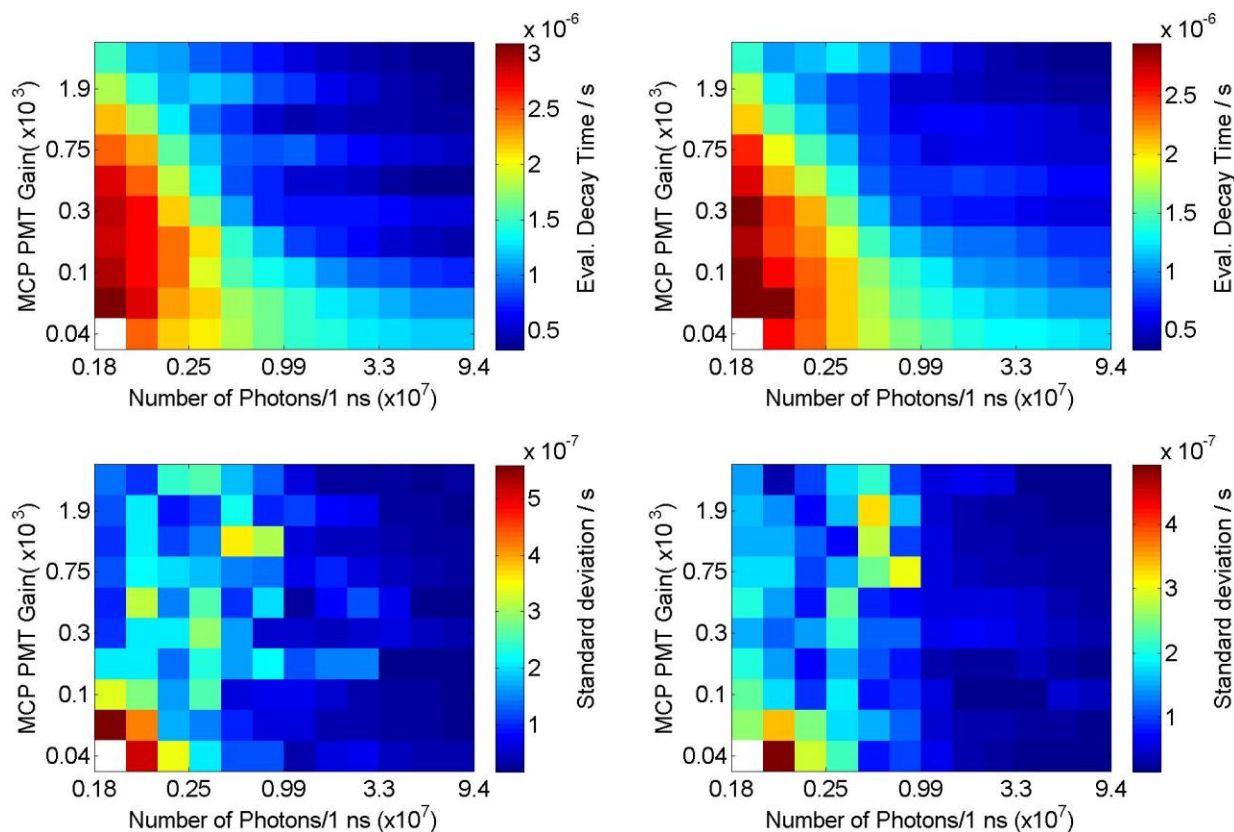 x 10-6
MCP PMT Gain( x103)
1.9
0.75
0.3
0.1
0.04
0.18 0.25 0.99 3.3 9.4
Number of Photons/1 ns (x107)
3
2.5
2
1.5
1
0.5
Eval. Decay Time / s
x 10-6
MCP PMT Gain( x103)
1.9
0.75
0.3
0.1
0.04
0.18 0.25 0.99 3.3 9.4
Number of Photons/1 ns (x107)
2.5
2
1.5
1
0.5
Eval. Decay Time / s
x 10-7
MCP PMT Gain( x103)
1.9
0.75
0.3
0.1
0.04
0.18 0.25 0.99 3.3 9.4
Number of Photons/1 ns (x107)
5
4
3
2
1
Standard deviation / s
x 10-7
MCP PMT Gain( x103)
1.9
0.75
0.3
0.1
0.04
0.18 0.25 0.99 3.3 9.4
Number of Photons/1 ns (x107)
4
3
2
1
Standard deviation / s